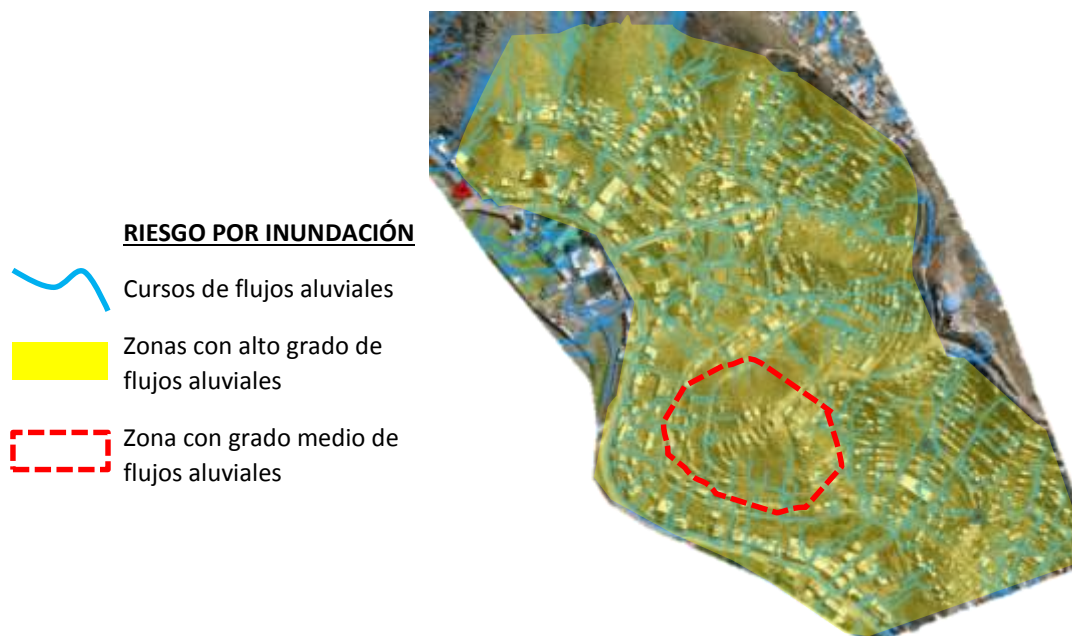 RIESGO POR INUNDACIÓN
Cursos de flujos aluviales
Zonas con alto grado de
flujos aluviales
Zona con grado medio de
flujos aluviales